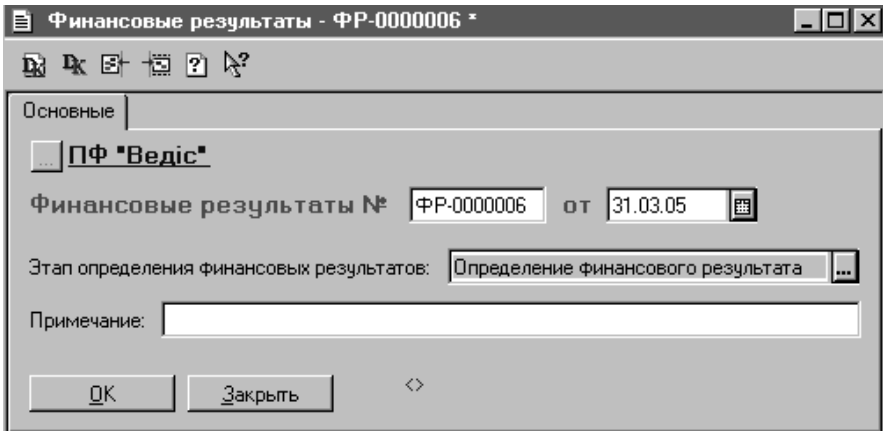 Финансовые результаты - ФР-0000006 *
Основные
... ПФ "Ведіс"
Финансовые результаты № ФР-0000006 от 31.03.05
Этап определения финансовых результатов: Определение финансового результата ...
Примечание:
OK Закрыть <>